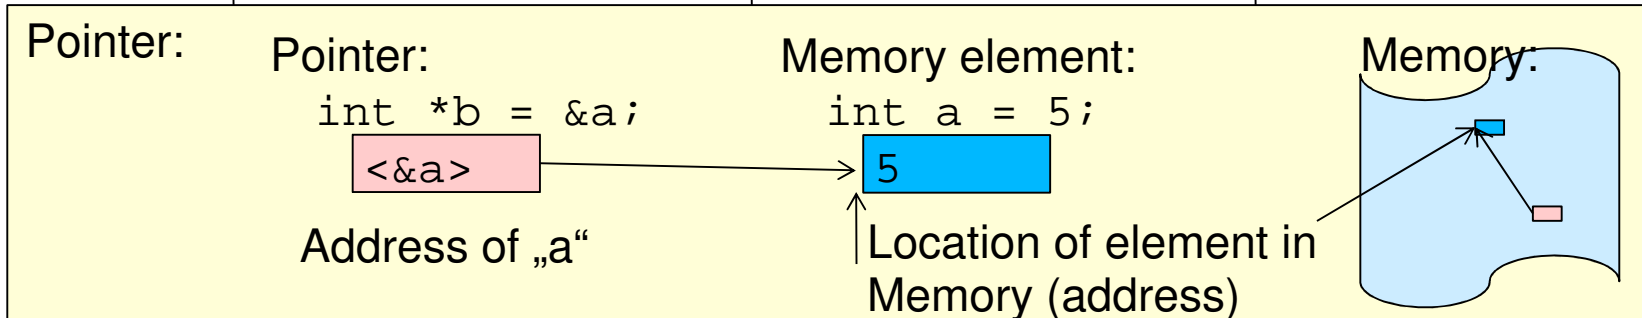 Pointer:
Pointer:
int *b = &a;
<&a>
Address of „a“
Memory element:
int a = 5;
5
Location of element in
Memory (address)
Memory: